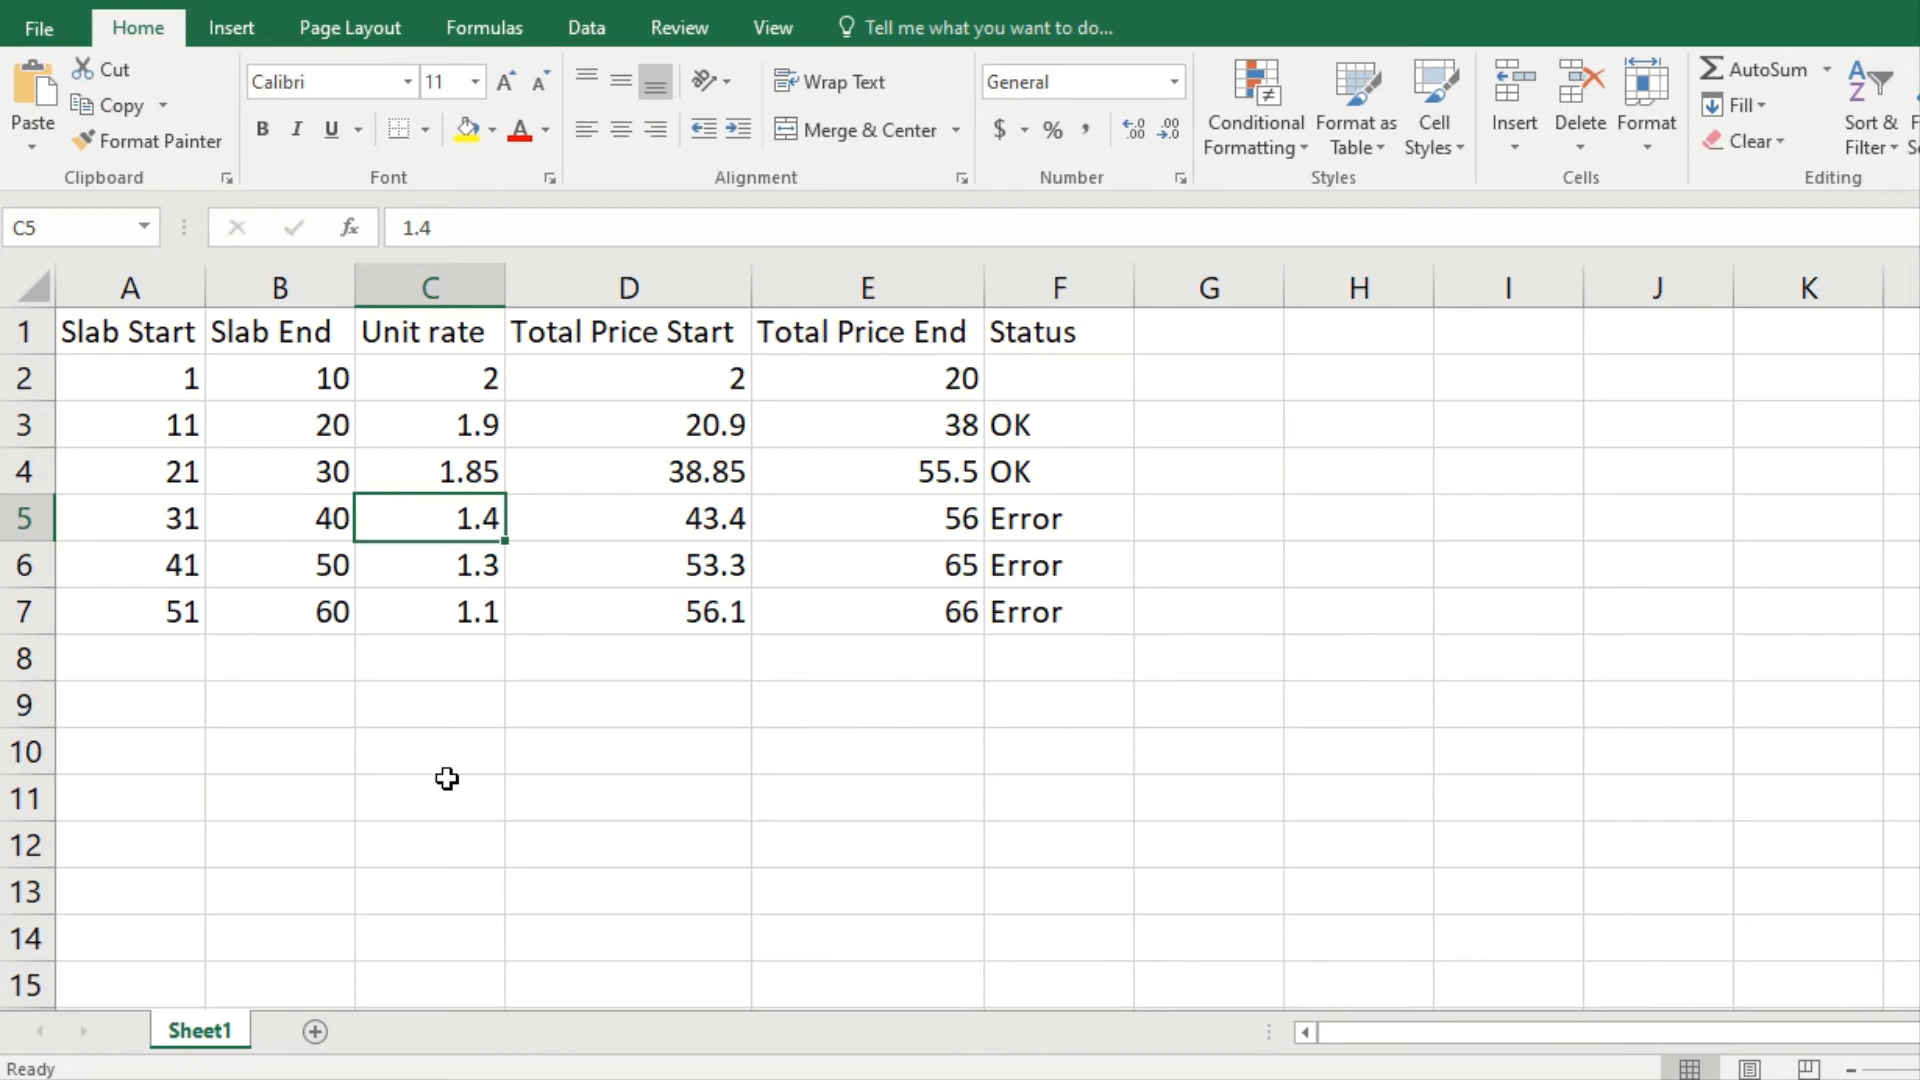 File Home Insert Page Layout Formulas Data Review View Tell me what you want to do...
Paste Cut Copy Format Painter Clipboard
Calibri 11 A A B I U A Font
Wrap Text Merge & Center Alignment
General $ % , .00 .00 Number
Conditional Formatting Format as Table Cell Styles Styles
Insert Delete Format Cells
AutoSum Fill Clear Sort & Filter Editing
C5 fx 1.4
A B C D E F G H I J K
1 Slab Start Slab End Unit rate Total Price Start Total Price End Status
2 1 10 2 2 20
3 11 20 1.9 20.9 38 OK
4 21 30 1.85 38.85 55.5 OK
5 31 40 1.4 43.4 56 Error
6 41 50 1.3 53.3 65 Error
7 51 60 1.1 56.1 66 Error
8
9
10
11
12
13
14
15
Sheet1
Ready